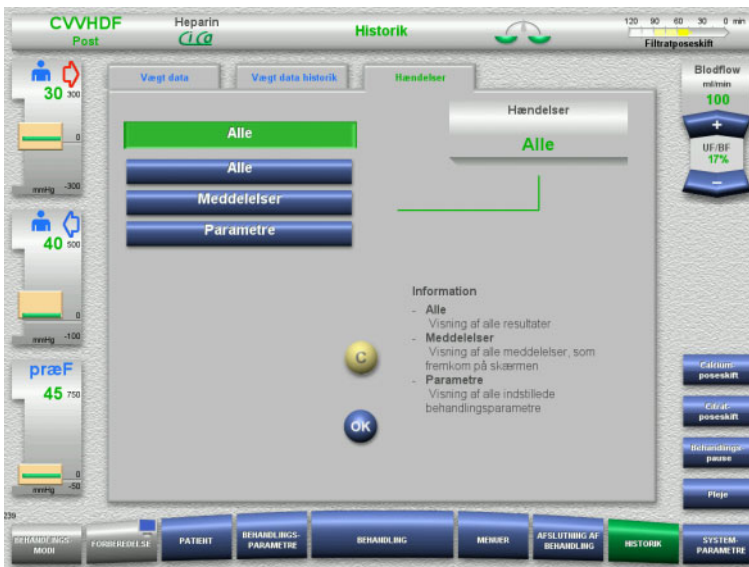 CVVHDF
Post
Heparin
CiCa
Historik
120 90 60 30 0 min
Filtratposeskift
30 300
0
mmHg -300
40 500
0
mmHg -100
præF
45 750
0
mmHg -50
Vægt data
Vægt data historik
Hændelser
Alle
Alle
Meddelelser
Parametre
Hændelser
Alle
Information
- Alle
Visning af alle resultater
- Meddelelser
Visning af alle meddelelser, som
fremkom på skærmen
- Parametre
Visning af alle indstillede
behandlingsparametre
C
OK
Blodflow
ml/min
100
+
UF/BF
17%
−
Calcium-
poseskift
Citrat-
poseskift
Behandlings-
pause
Pleje
239
BEHANDLINGS-
MODI
FORBEREDELSE
PATIENT
BEHANDLINGS-
PARAMETRE
BEHANDLING
MENUER
AFSLUTNING AF
BEHANDLING
HISTORIK
SYSTEM-
PARAMETRE